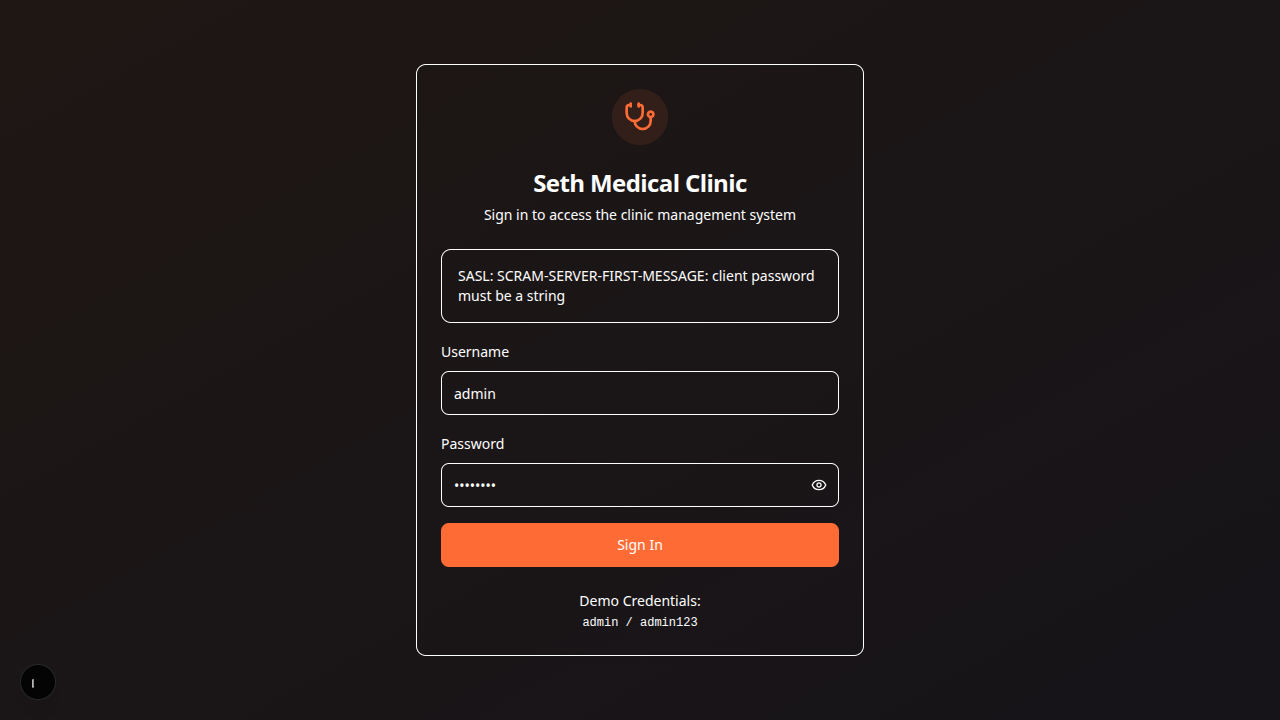 Seth Medical Clinic
Sign in to access the clinic management system
SASL: SCRAM-SERVER-FIRST-MESSAGE: client password
must be a string
Username
admin
Password
••••••••
Sign In
Demo Credentials:
admin / admin123